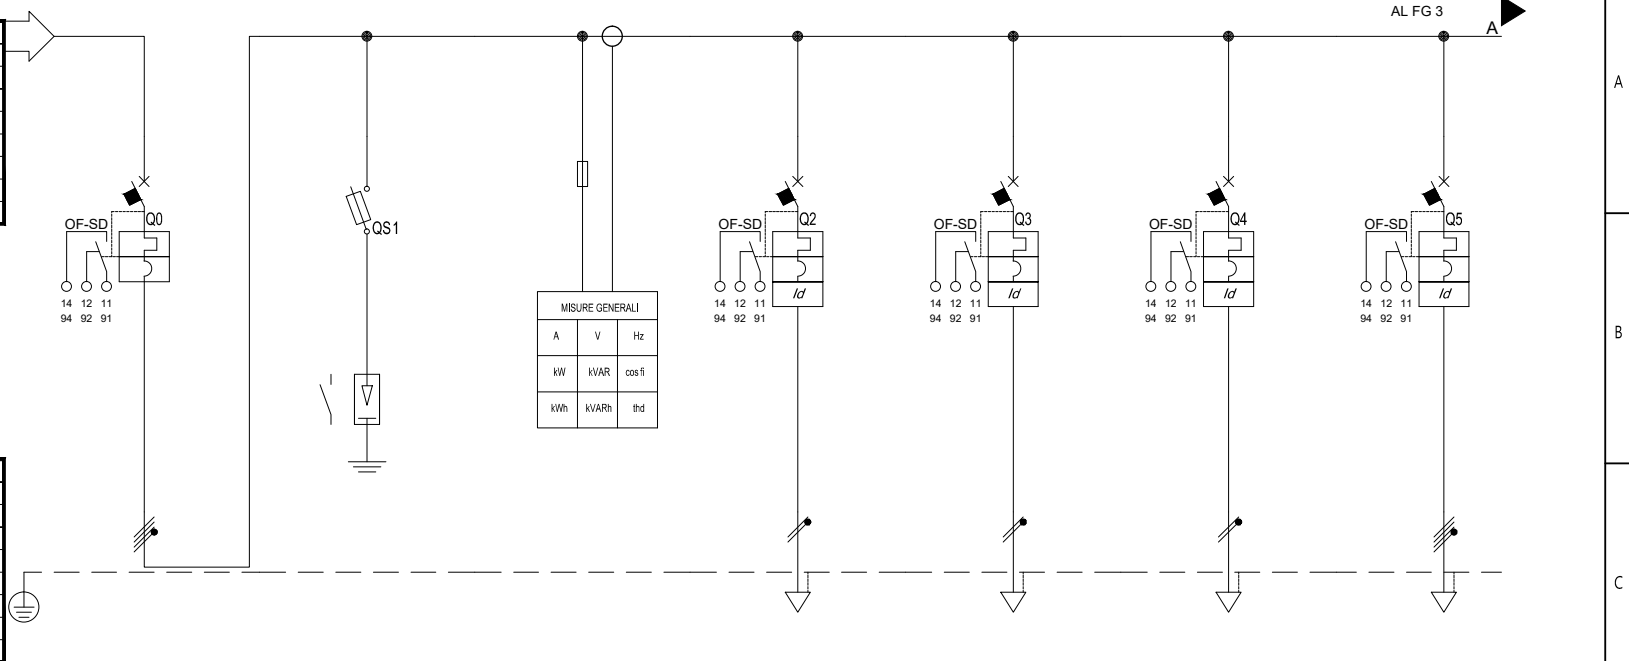 AL FG 3
A
A
OF-SD
Q0
14 12 11
94 92 91
QS1
MISURE GENERALI
A V Hz
kW kVAR cos fi
kWh kVARh thd
OF-SD
Q2
Id
14 12 11
94 92 91
OF-SD
Q3
Id
14 12 11
94 92 91
OF-SD
Q4
Id
14 12 11
94 92 91
OF-SD
Q5
Id
14 12 11
94 92 91
B
C